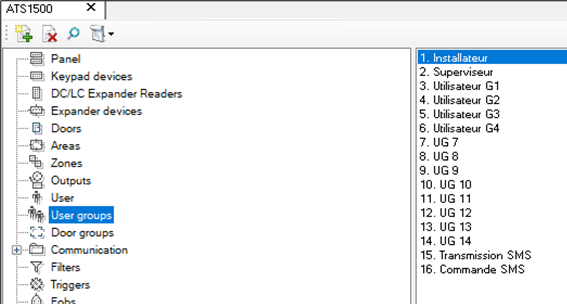 ATS1500
Panel
Keypad devices
DC/LC Expander Readers
Expander devices
Doors
Areas
Zones
Outputs
User
User groups
Door groups
Communication
Filters
Triggers
Fobs
1. Installateur
2. Superviseur
3. Utilisateur G1
4. Utilisateur G2
5. Utilisateur G3
6. Utilisateur G4
7. UG 7
8. UG 8
9. UG 9
10. UG 10
11. UG 11
12. UG 12
13. UG 13
14. UG 14
15. Transmission SMS
16. Commande SMS